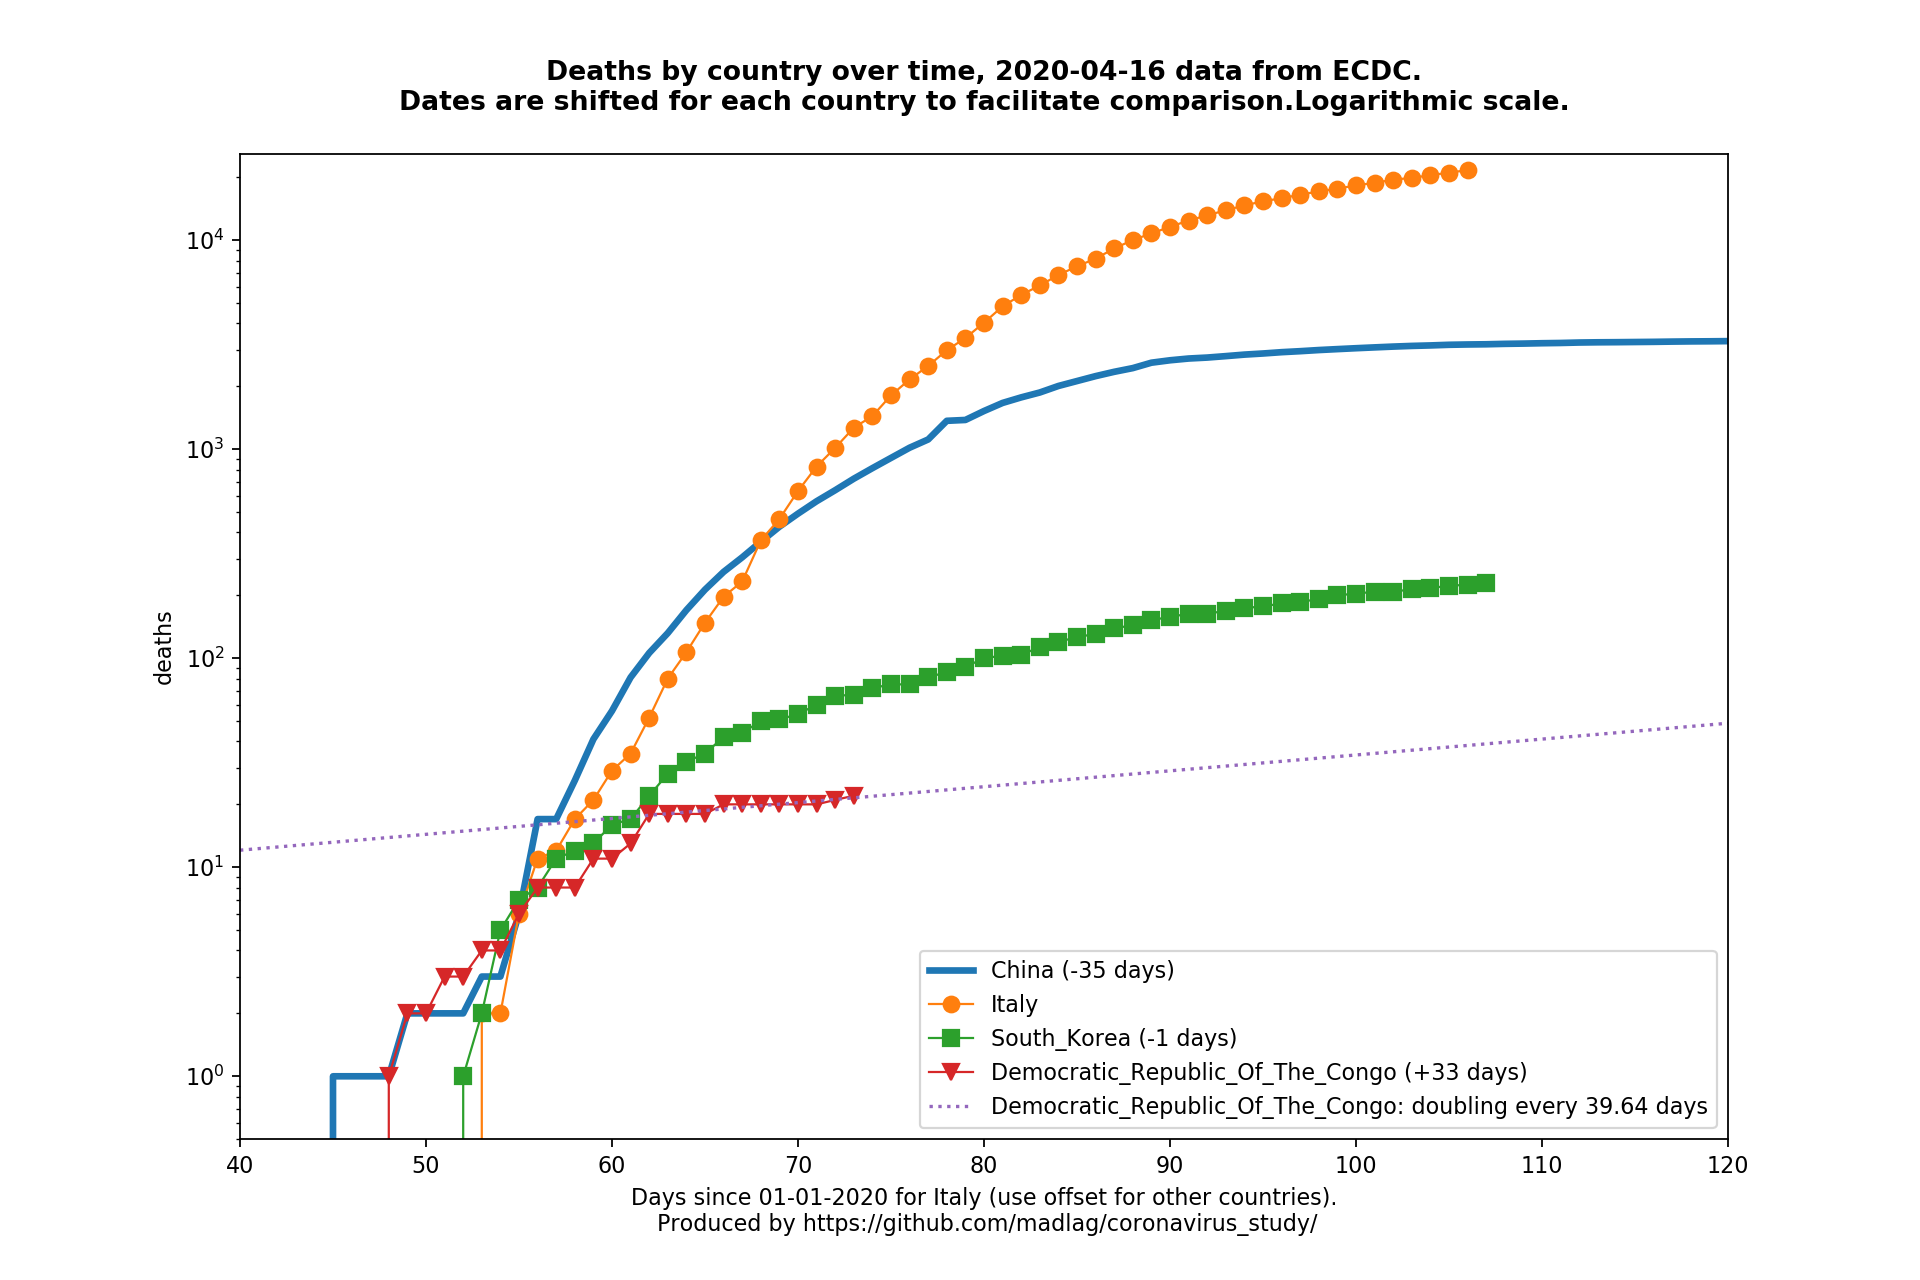 Deaths by country over time, 2020-04-16 data from ECDC.
Dates are shifted for each country to facilitate comparison.Logarithmic scale.
deaths
10⁴
10³
10²
10¹
10⁰
China (-35 days)
Italy
South_Korea (-1 days)
Democratic_Republic_Of_The_Congo (+33 days)
Democratic_Republic_Of_The_Congo: doubling every 39.64 days
40 50 60 70 80 90 100 110 120
Days since 01-01-2020 for Italy (use offset for other countries).
Produced by https://github.com/madlag/coronavirus_study/